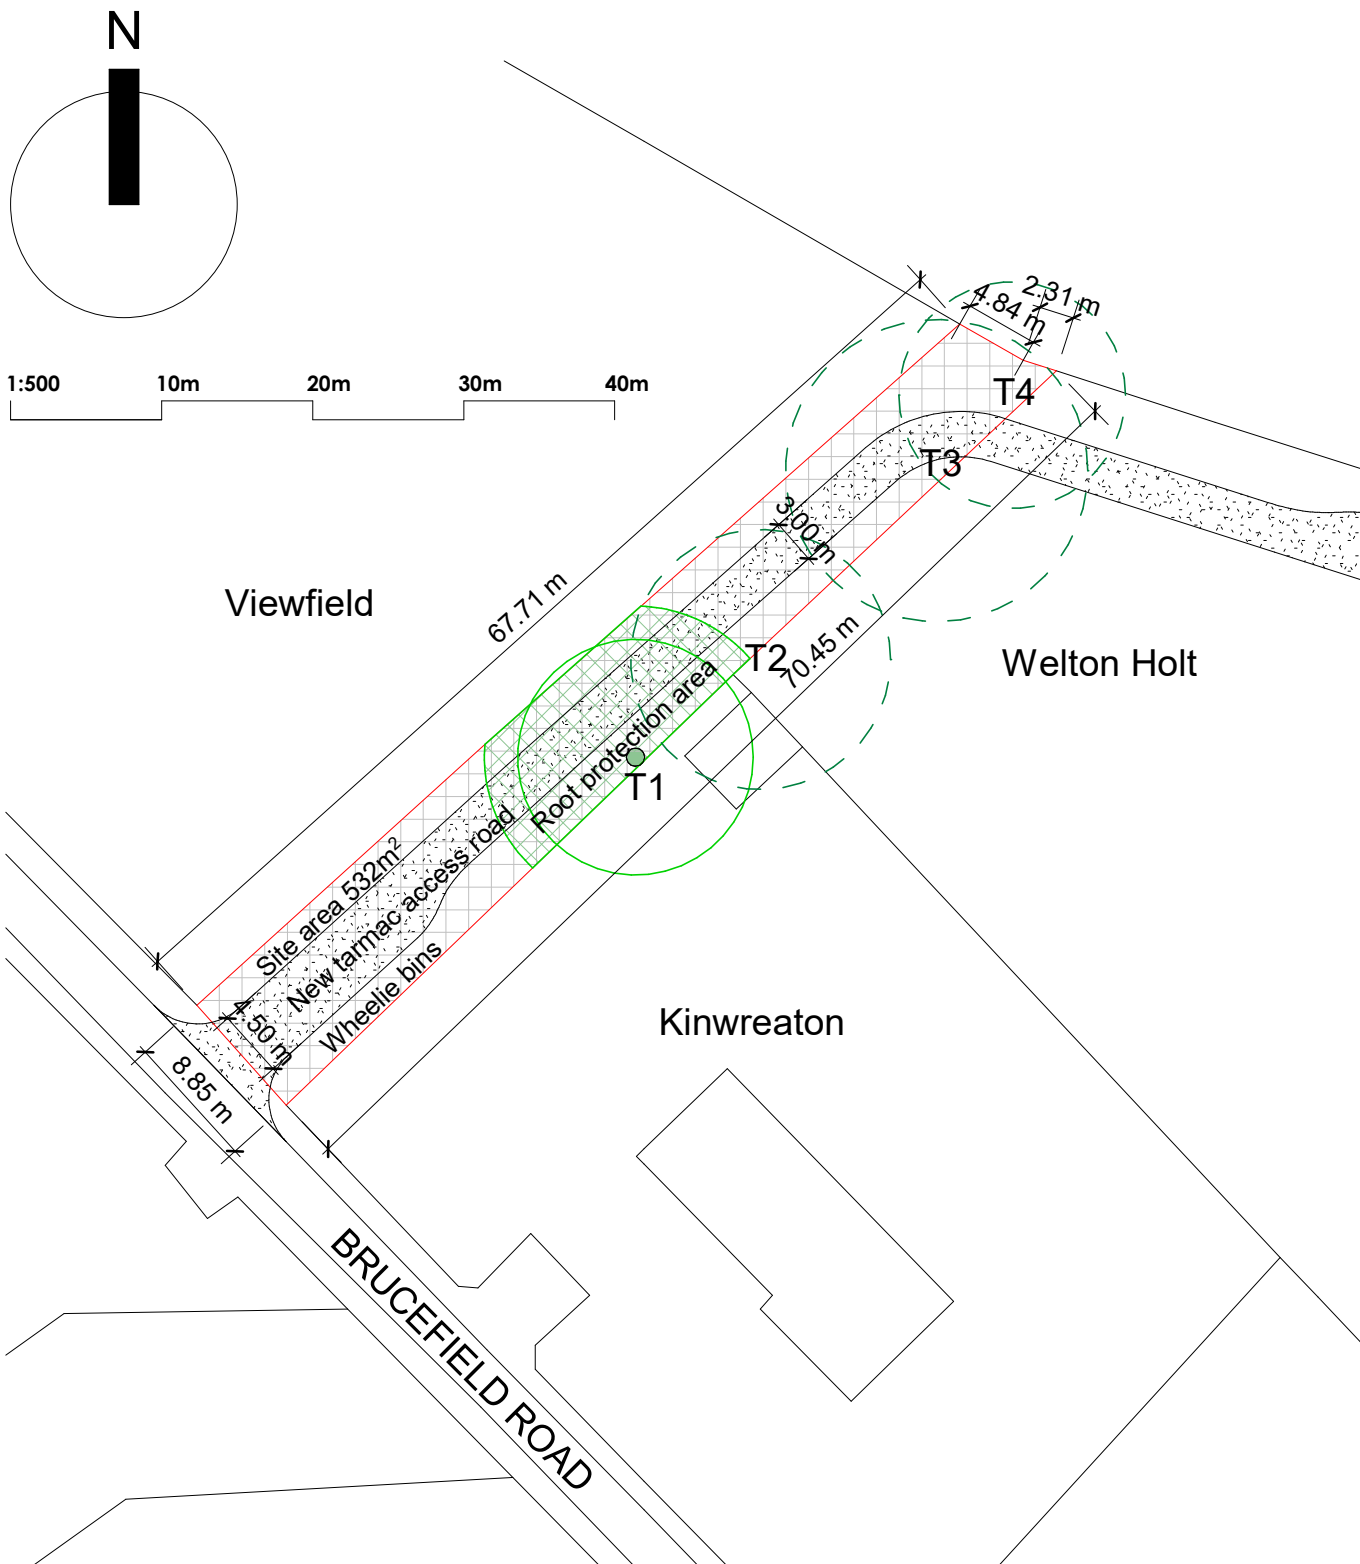 N
1:500 10m 20m 30m 40m
2.31 m
4.84 m
T4
T3
3.00 m
67.71 m
Viewfield
70.45 m
T2
Welton Holt
Root protection area
T1
Site area 532m²
New tarmac access road
Wheelie bins
4.50 m
8.85 m
Kinwreaton
BRUCEFIELD ROAD